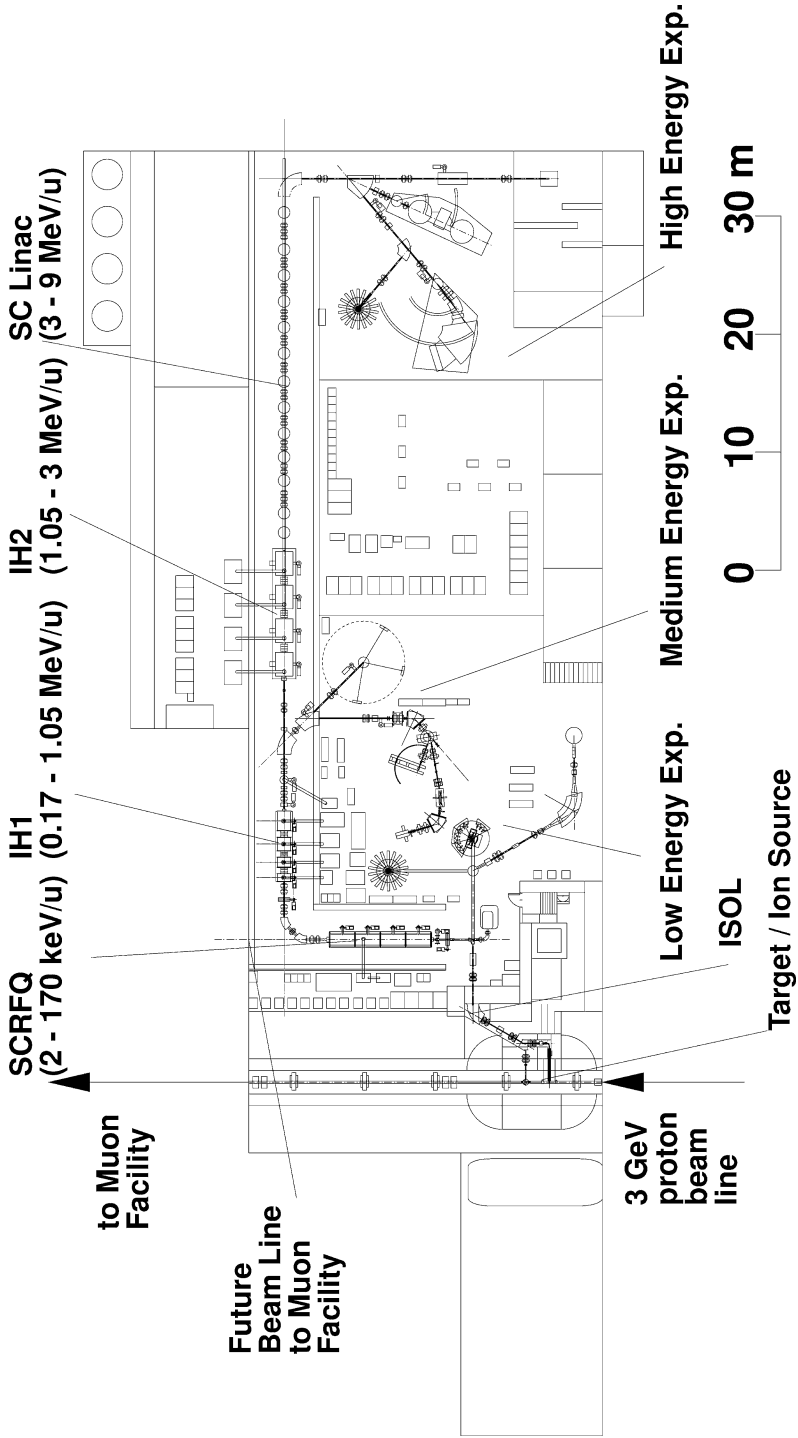 SCRFQ
(2 - 170 keV/u)
IH1
(0.17 - 1.05 MeV/u)
IH2
(1.05 - 3 MeV/u)
SC Linac
(3 - 9 MeV/u)
to Muon
Facility
Future
Beam Line
to Muon
Facility
3 GeV
proton
beam
line
Target / Ion Source
ISOL
Low Energy Exp.
Medium Energy Exp.
High Energy Exp.
0 10 20 30 m